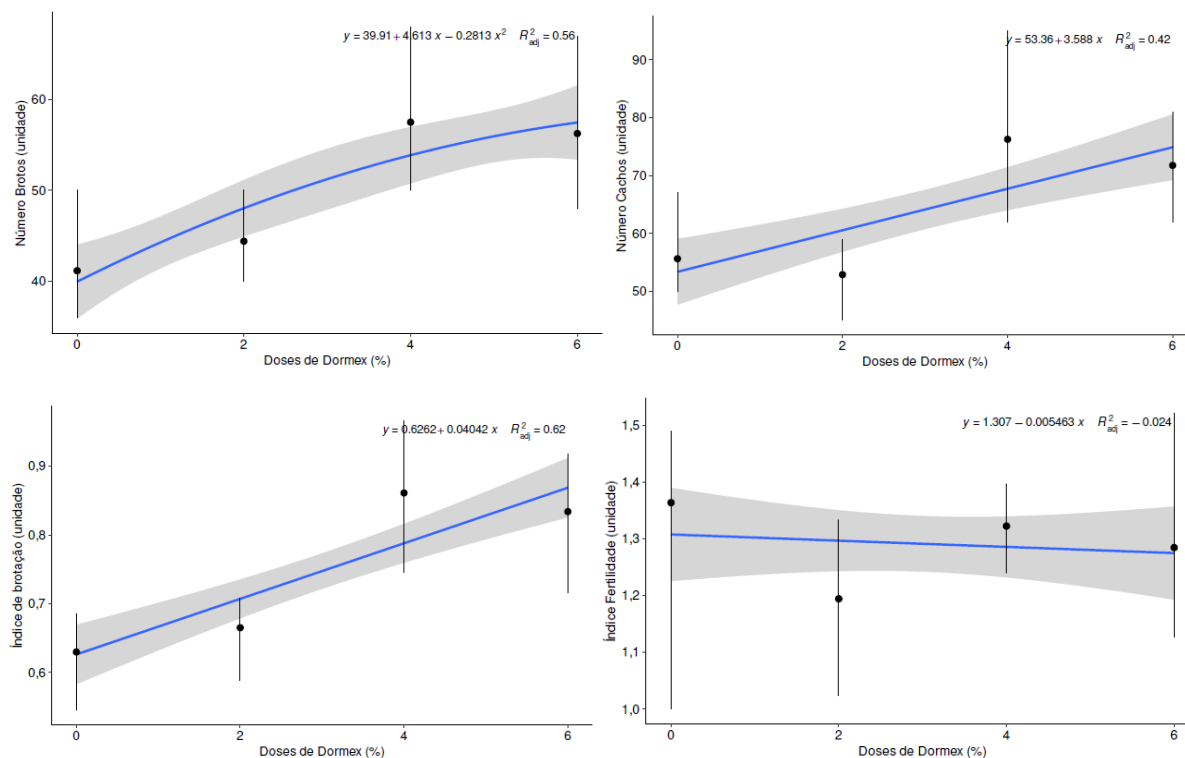 y = 39.91 + 4.613 x − 0.2813 x² R²adj = 0.56
Número Brotos (unidade)
60
50
40
0 2 4 6
Doses de Dormex (%)
y = 53.36 + 3.588 x R²adj = 0.42
Número Cachos (unidade)
90
80
70
60
50
0 2 4 6
Doses de Dormex (%)
y = 0.6262 + 0.04042 x R²adj = 0.62
Índice de brotação (unidade)
0,9
0,8
0,7
0,6
0 2 4 6
Doses de Dormex (%)
y = 1.307 − 0.005463 x R²adj = − 0.024
Índice Fertilidade (unidade)
1,5
1,4
1,3
1,2
1,1
1,0
0 2 4 6
Doses de Dormex (%)